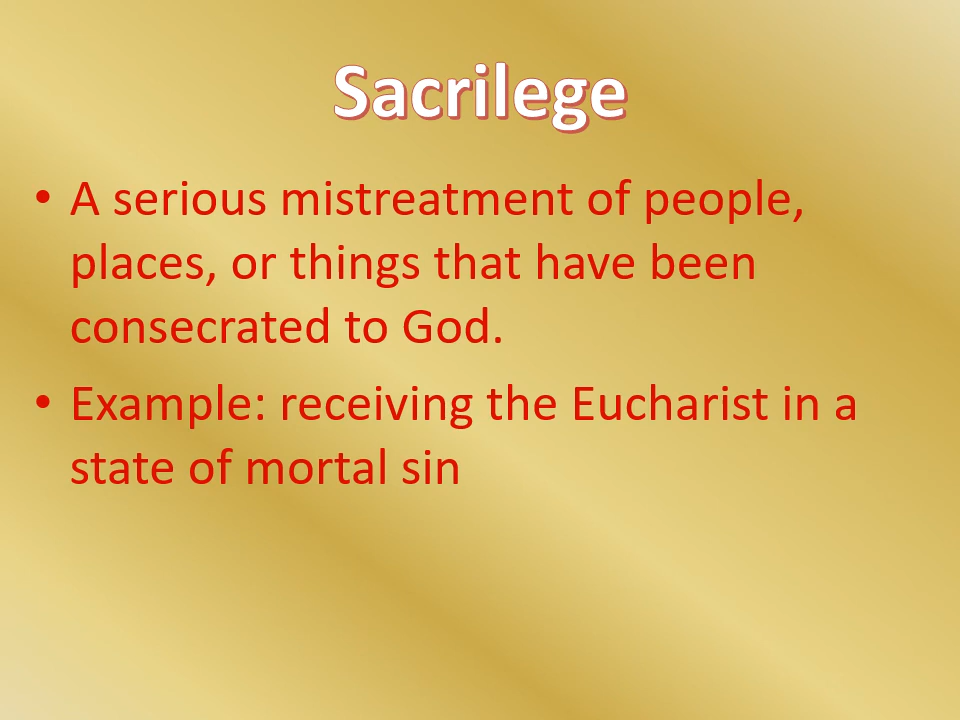 Sacrilege
• A serious mistreatment of people,
places, or things that have been
consecrated to God.
• Example: receiving the Eucharist in a
state of mortal sin